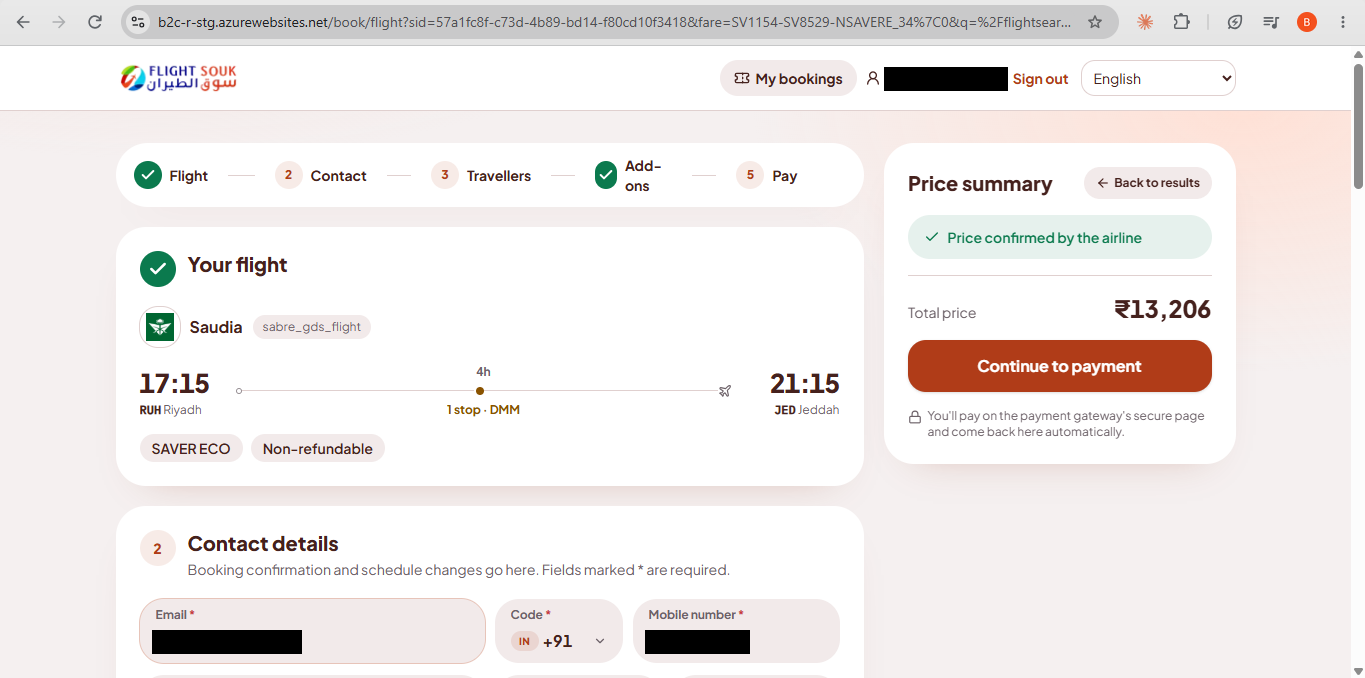 b2c-r-stg.azurewebsites.net/book/flight?sid=57a1fc8f-c73d-4b89-bd14-f80cd10f3418&fare=SV1154-SV8529-NSAVERE_34%7C0&q=%2Fflightsear...
B
FLIGHT SOUK
سوق الطيران
My bookings
Sign out
English
Flight
2 Contact
3 Travellers
Add-
ons
5 Pay
Your flight
Saudia sabre_gds_flight
17:15
RUH Riyadh
4h
1 stop · DMM
21:15
JED Jeddah
SAVER ECO
Non-refundable
2 Contact details
Booking confirmation and schedule changes go here. Fields marked * are required.
Email *
Code *
IN +91
Mobile number *
Price summary
Back to results
Price confirmed by the airline
Total price ₹13,206
Continue to payment
You'll pay on the payment gateway's secure page
and come back here automatically.